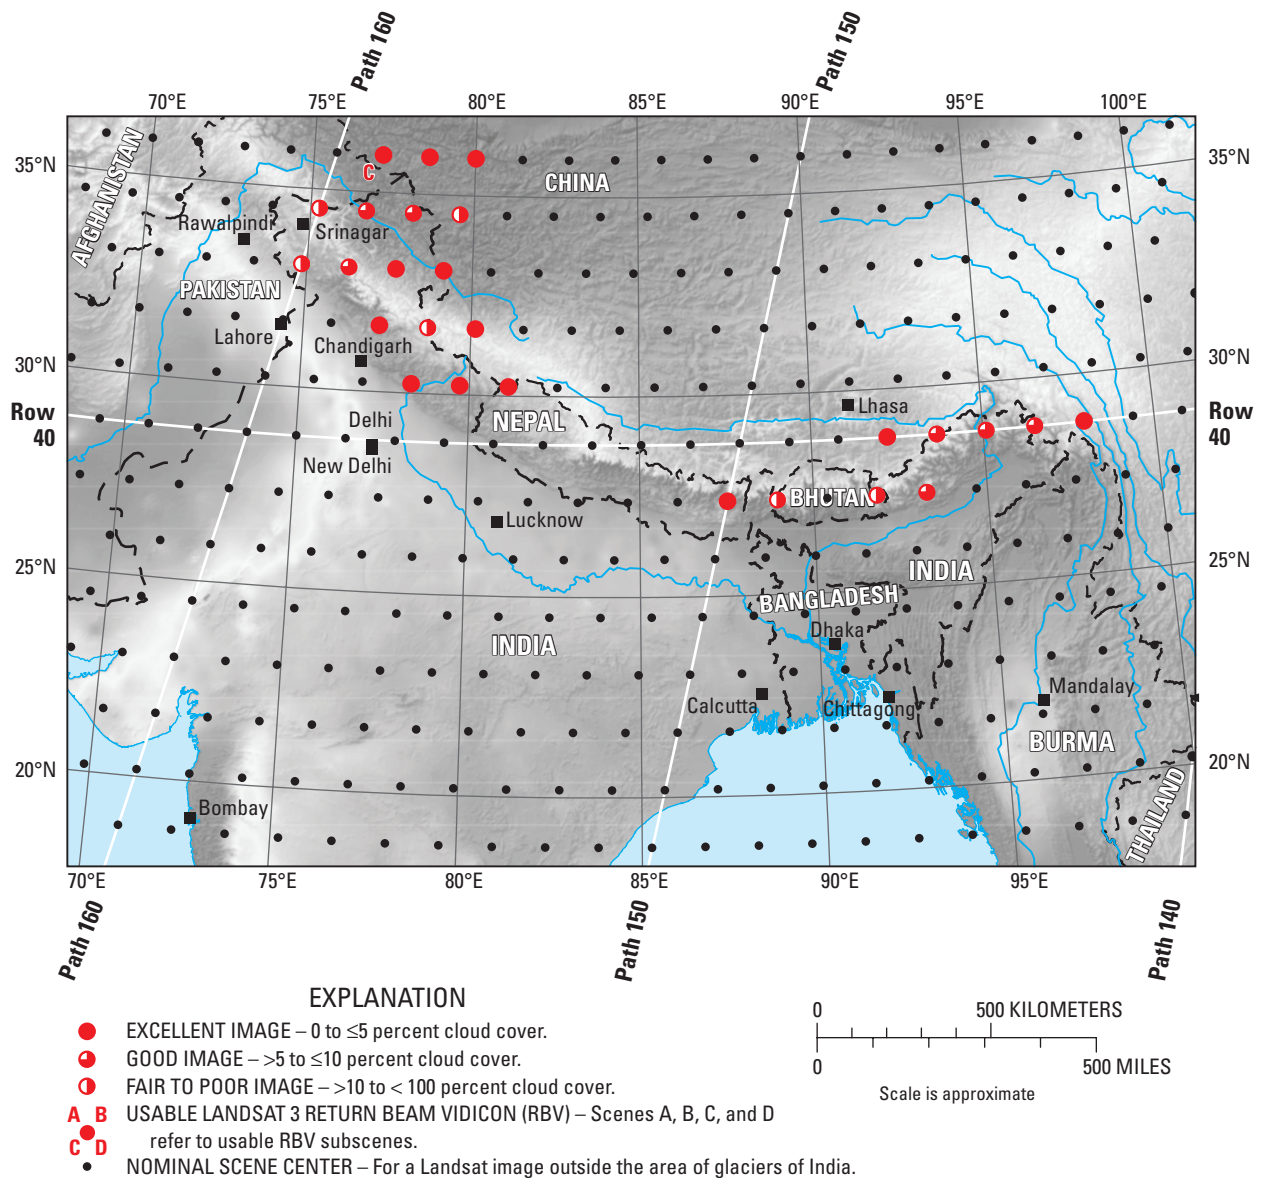 Path 160
Path 150
70°E 75°E 80°E 85°E 90°E 95°E 100°E
35°N
35°N
AFGHANISTAN
C
CHINA
Rawalpindi
Srinagar
PAKISTAN
Lahore
Chandigarh
30°N
30°N
Row
40
Row
40
Delhi
New Delhi
NEPAL
Lhasa
BHUTAN
Lucknow
25°N
25°N
INDIA
BANGLADESH
Dhaka
INDIA
Calcutta
Chittagong
Mandalay
BURMA
20°N
20°N
Bombay
THAILAND
70°E 75°E 80°E 85°E 90°E 95°E
Path 160
Path 150
Path 140
EXPLANATION
EXCELLENT IMAGE – 0 to ≤5 percent cloud cover.
GOOD IMAGE – >5 to ≤10 percent cloud cover.
FAIR TO POOR IMAGE – >10 to < 100 percent cloud cover.
A B USABLE LANDSAT 3 RETURN BEAM VIDICON (RBV) – Scenes A, B, C, and D
C D refer to usable RBV subscenes.
NOMINAL SCENE CENTER – For a Landsat image outside the area of glaciers of India.
0 500 KILOMETERS
0 500 MILES
Scale is approximate